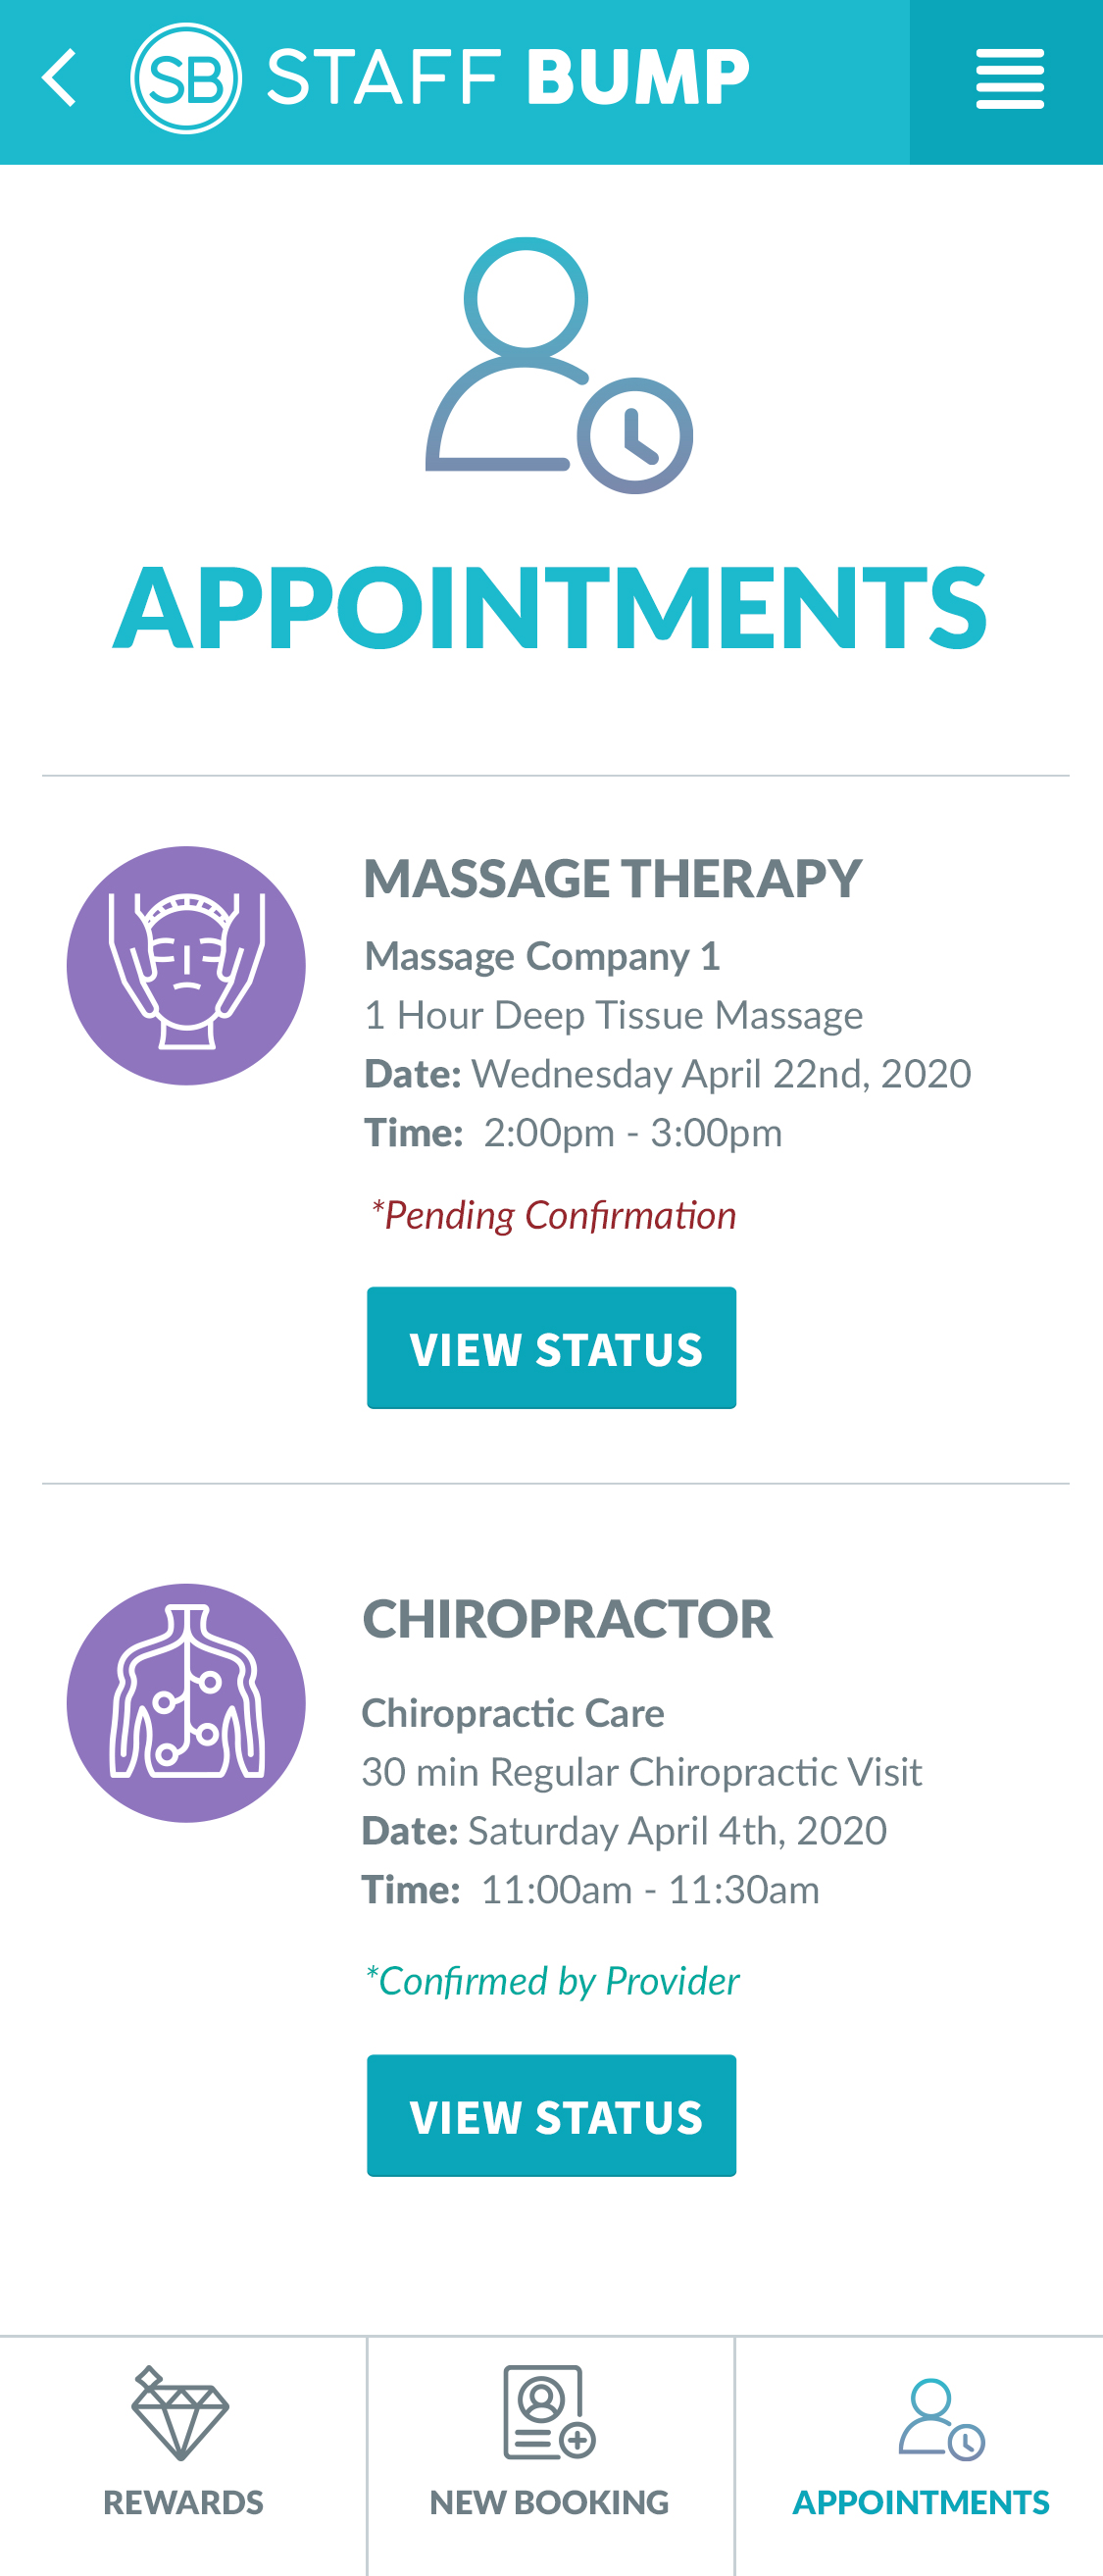 SB STAFF BUMP
APPOINTMENTS
MASSAGE THERAPY
Massage Company 1
1 Hour Deep Tissue Massage
Date: Wednesday April 22nd, 2020
Time: 2:00pm - 3:00pm
*Pending Confirmation
VIEW STATUS
CHIROPRACTOR
Chiropractic Care
30 min Regular Chiropractic Visit
Date: Saturday April 4th, 2020
Time: 11:00am - 11:30am
*Confirmed by Provider
VIEW STATUS
REWARDS
NEW BOOKING
APPOINTMENTS